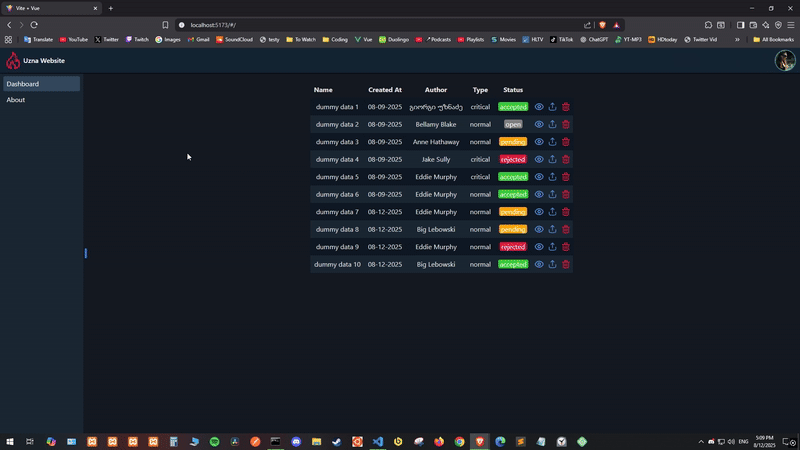 Vite + Vue
localhost:5173/#/
Translate YouTube Twitter Twitch Images Gmail SoundCloud testy To Watch Coding Vue Duolingo Podcasts Playlists Movies HLTV TikTok ChatGPT YT-MP3 HDtoday Twitter Vid All Bookmarks
Uzna Website
Dashboard
About
Name Created At Author Type Status
dummy data 1 08-09-2025 გიორგი უზნაძე critical accepted
dummy data 2 08-09-2025 Bellamy Blake normal open
dummy data 3 08-09-2025 Anne Hathaway normal pending
dummy data 4 08-09-2025 Jake Sully critical rejected
dummy data 5 08-09-2025 Eddie Murphy critical accepted
dummy data 6 08-09-2025 Eddie Murphy normal accepted
dummy data 7 08-12-2025 Eddie Murphy normal pending
dummy data 8 08-12-2025 Big Lebowski normal pending
dummy data 9 08-12-2025 Eddie Murphy normal rejected
dummy data 10 08-12-2025 Big Lebowski normal accepted
ENG
5:09 PM
8/12/2025